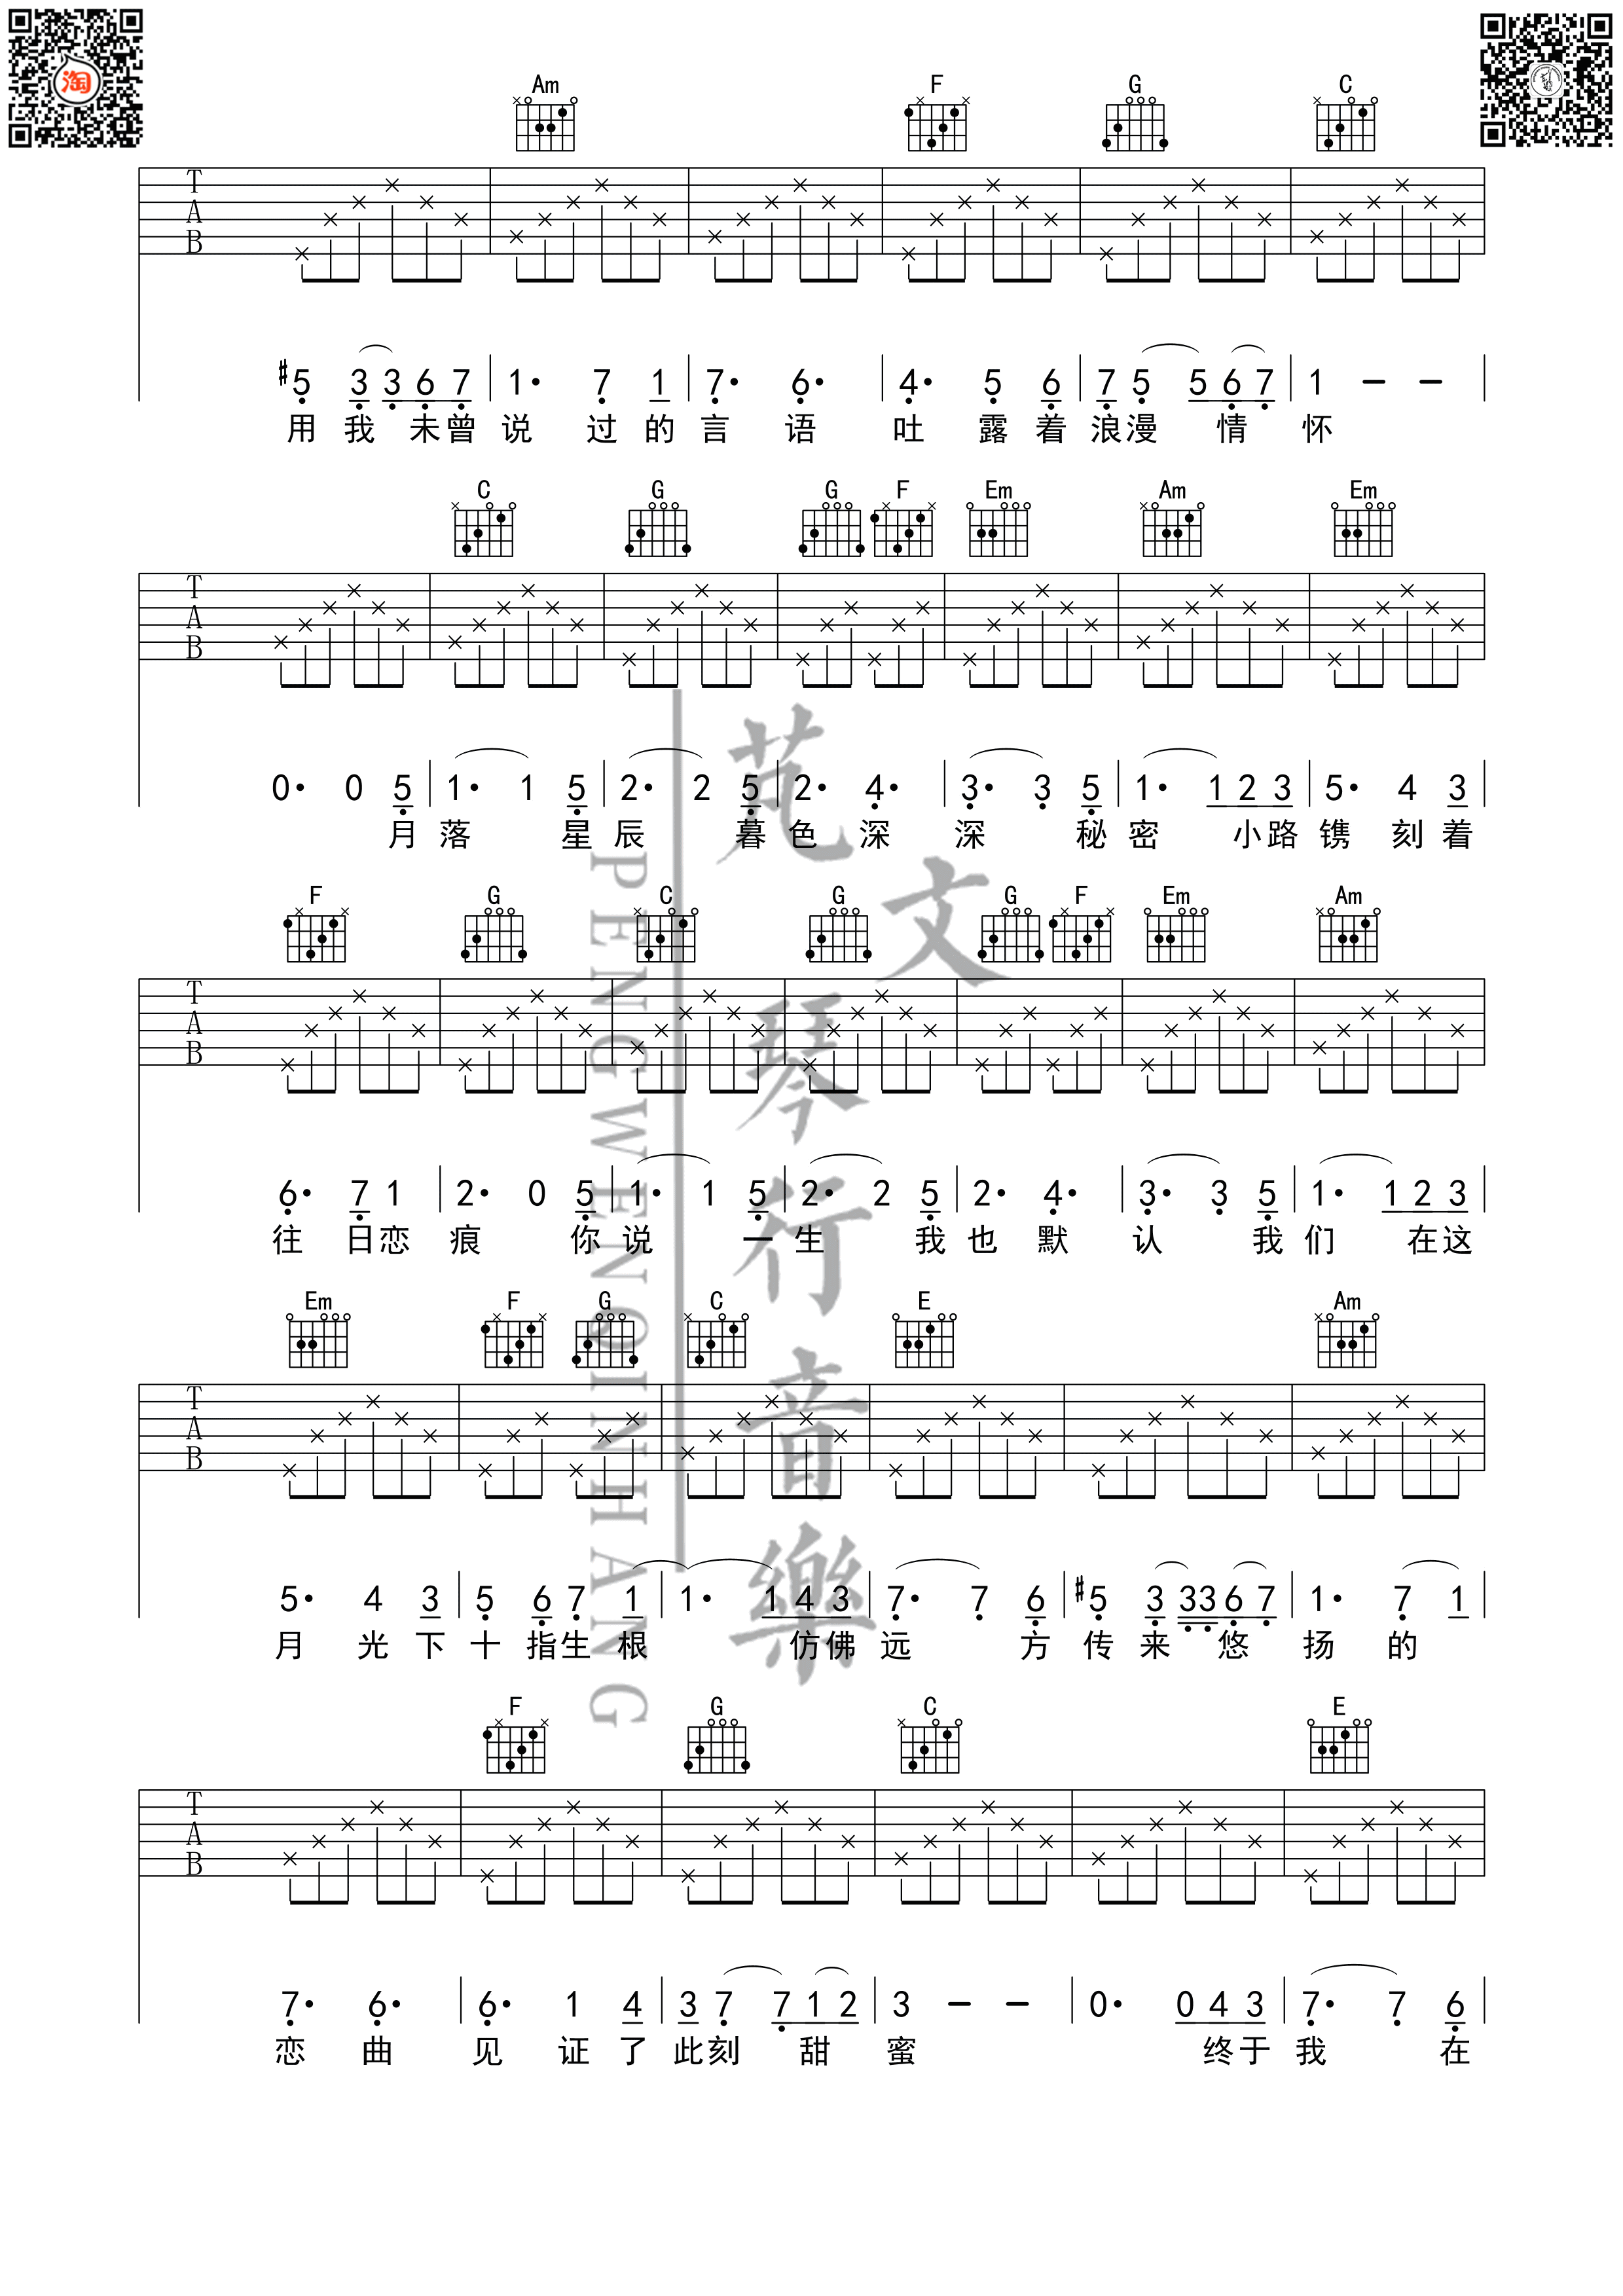 淘
Am F G C
T
A
B
#5 3 3 6 7 1· 7 1 7· 6· 4· 5 6 7 5 5 6 7 1 - -
用 我 未 曾 说 过 的 言 语 吐 露 着 浪 漫 情 怀
C G G F Em Am Em
T
A
B
0· 0 5 1· 1 5 2· 2 5 2· 4· 3· 3 5 1· 1 2 3 5· 4 3
月 落 星 辰 暮 色 深 深 秘 密 小 路 镌 刻 着
F G C G G F Em Am
T
A
B
6· 7 1 2· 0 5 1· 1 5 2· 2 5 2· 4· 3· 3 5 1· 1 2 3
往 日 恋 痕 你 说 一 生 我 也 默 认 我 们 在 这
Em F G C E Am
T
A
B
5· 4 3 5 6 7 1 1· 1 4 3 7· 7 6 #5 3 3 3 6 7 1· 7 1
月 光 下 十 指 生 根 仿 佛 远 方 传 来 悠 扬 的
F G C E
T
A
B
7· 6· 6· 1 4 3 7 7 1 2 3 - - 0· 0 4 3 7· 7 6
恋 曲 见 证 了 此 刻 甜 蜜 终 于 我 在
芃文琴行音樂
PENGWENQINHANG